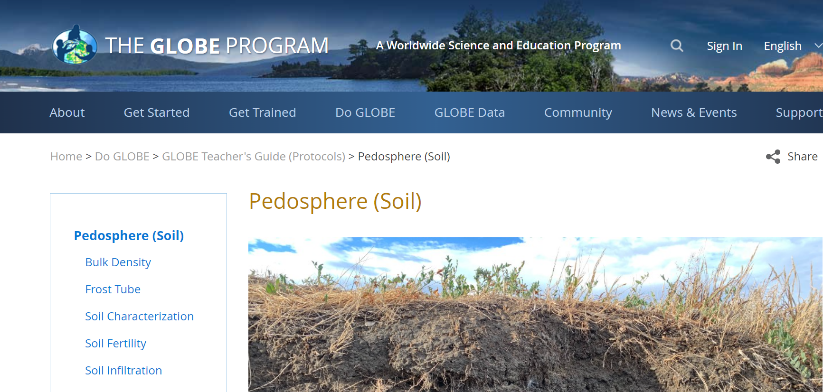 THE GLOBE PROGRAM
A Worldwide Science and Education Program
Sign In
English
About Get Started Get Trained Do GLOBE GLOBE Data Community News & Events Support
Home > Do GLOBE > GLOBE Teacher's Guide (Protocols) > Pedosphere (Soil)
Share
Pedosphere (Soil)
Pedosphere (Soil)
Bulk Density
Frost Tube
Soil Characterization
Soil Fertility
Soil Infiltration